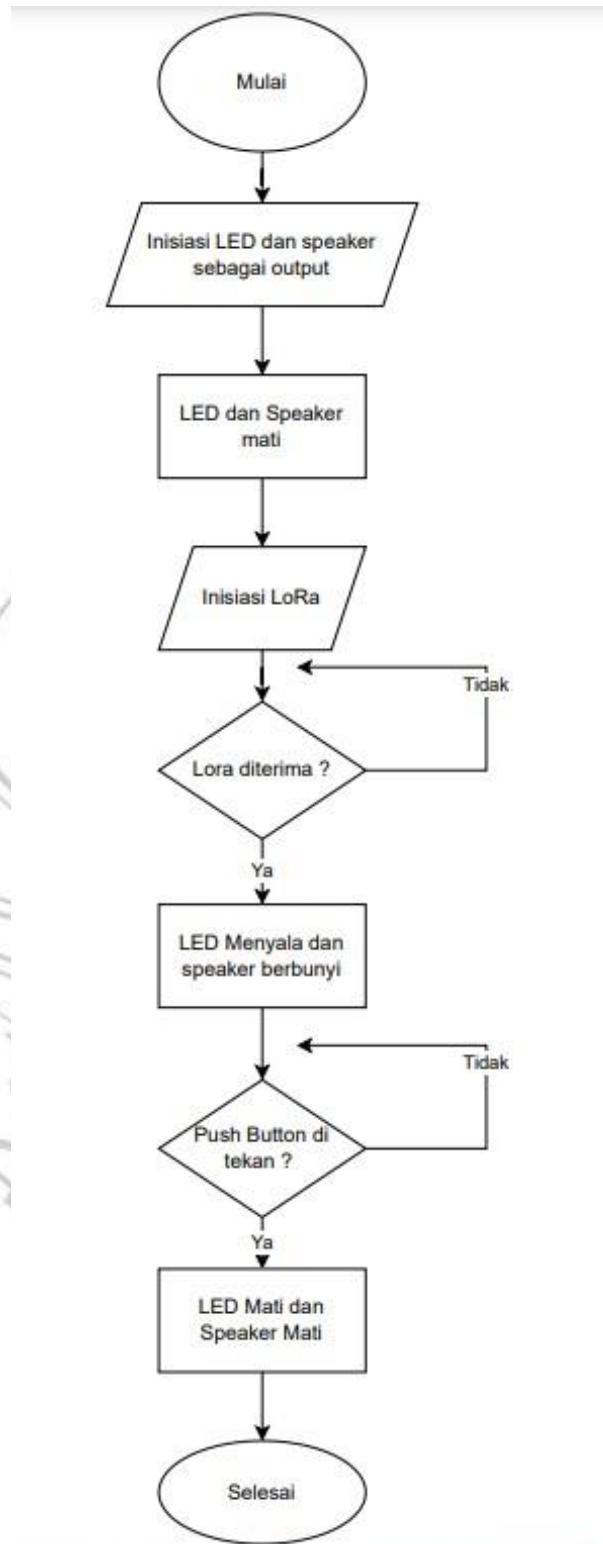 Mulai
Inisiasi LED dan speaker
sebagai output
LED dan Speaker
mati
Inisiasi LoRa
Tidak
Lora diterima ?
Ya
LED Menyala dan
speaker berbunyi
Tidak
Push Button di
tekan ?
Ya
LED Mati dan
Speaker Mati
Selesai